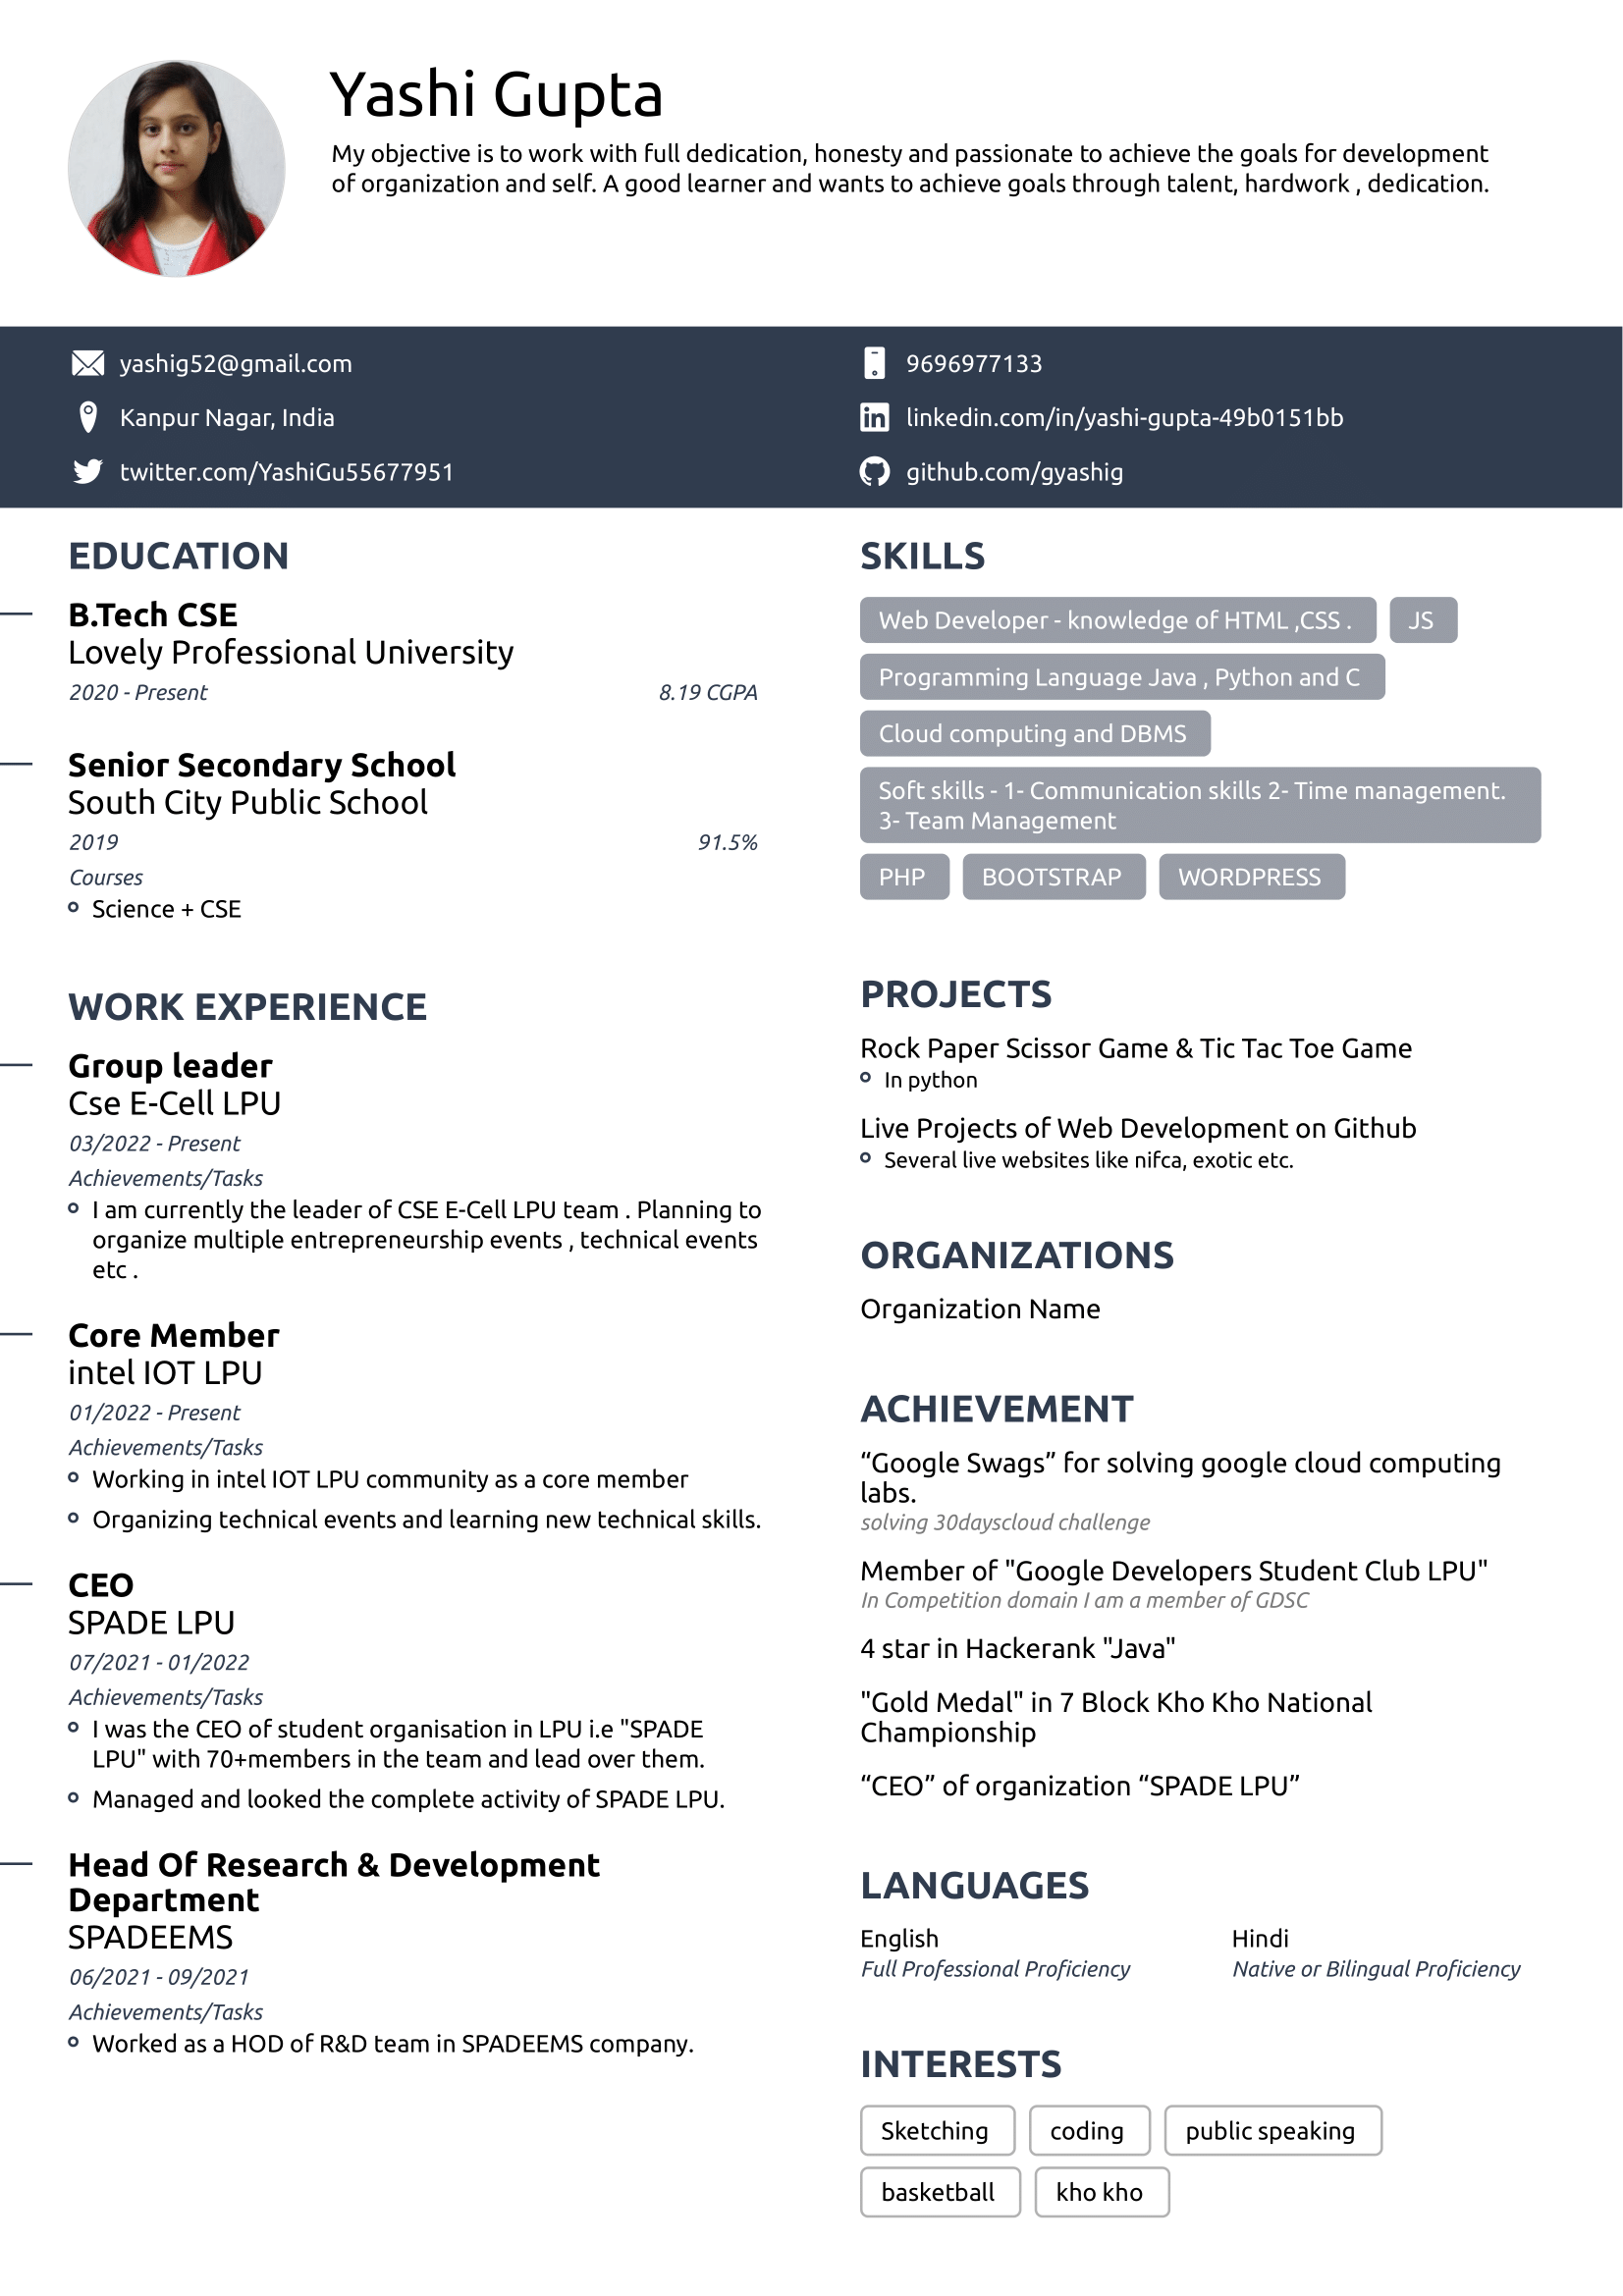 Yashi Gupta
My objective is to work with full dedication, honesty and passionate to achieve the goals for development
of organization and self. A good learner and wants to achieve goals through talent, hardwork , dedication.
yashig52@gmail.com
9696977133
Kanpur Nagar, India
linkedin.com/in/yashi-gupta-49b0151bb
twitter.com/YashiGu55677951
github.com/gyashig
EDUCATION
B.Tech CSE
Lovely Professional University
2020 - Present
8.19 CGPA
Senior Secondary School
South City Public School
2019
91.5%
Courses
Science + CSE
WORK EXPERIENCE
Group leader
Cse E-Cell LPU
03/2022 - Present
Achievements/Tasks
I am currently the leader of CSE E-Cell LPU team . Planning to
organize multiple entrepreneurship events , technical events
etc .
Core Member
intel IOT LPU
01/2022 - Present
Achievements/Tasks
Working in intel IOT LPU community as a core member
Organizing technical events and learning new technical skills.
CEO
SPADE LPU
07/2021 - 01/2022
Achievements/Tasks
I was the CEO of student organisation in LPU i.e "SPADE
LPU" with 70+members in the team and lead over them.
Managed and looked the complete activity of SPADE LPU.
Head Of Research & Development
Department
SPADEEMS
06/2021 - 09/2021
Achievements/Tasks
Worked as a HOD of R&D team in SPADEEMS company.
SKILLS
Web Developer - knowledge of HTML ,CSS .
JS
Programming Language Java , Python and C
Cloud computing and DBMS
Soft skills - 1- Communication skills 2- Time management.
3- Team Management
PHP
BOOTSTRAP
WORDPRESS
PROJECTS
Rock Paper Scissor Game & Tic Tac Toe Game
In python
Live Projects of Web Development on Github
Several live websites like nifca, exotic etc.
ORGANIZATIONS
Organization Name
ACHIEVEMENT
“Google Swags” for solving google cloud computing
labs.
solving 30dayscloud challenge
Member of "Google Developers Student Club LPU"
In Competition domain I am a member of GDSC
4 star in Hackerank "Java"
"Gold Medal" in 7 Block Kho Kho National
Championship
“CEO” of organization “SPADE LPU”
LANGUAGES
English
Hindi
Full Professional Proficiency
Native or Bilingual Proficiency
INTERESTS
Sketching
coding
public speaking
basketball
kho kho